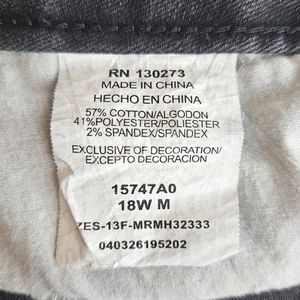 RN 130273
MADE IN CHINA
HECHO EN CHINA
57% COTTON/ALGODON
41%POLYESTER/POLIESTER
2% SPANDEX/SPANDEX
EXCLUSIVE OF DECORATION/
EXCEPTO DECORACION
15747A0
18W M
ZES-13F-MRMH32333
040326195202